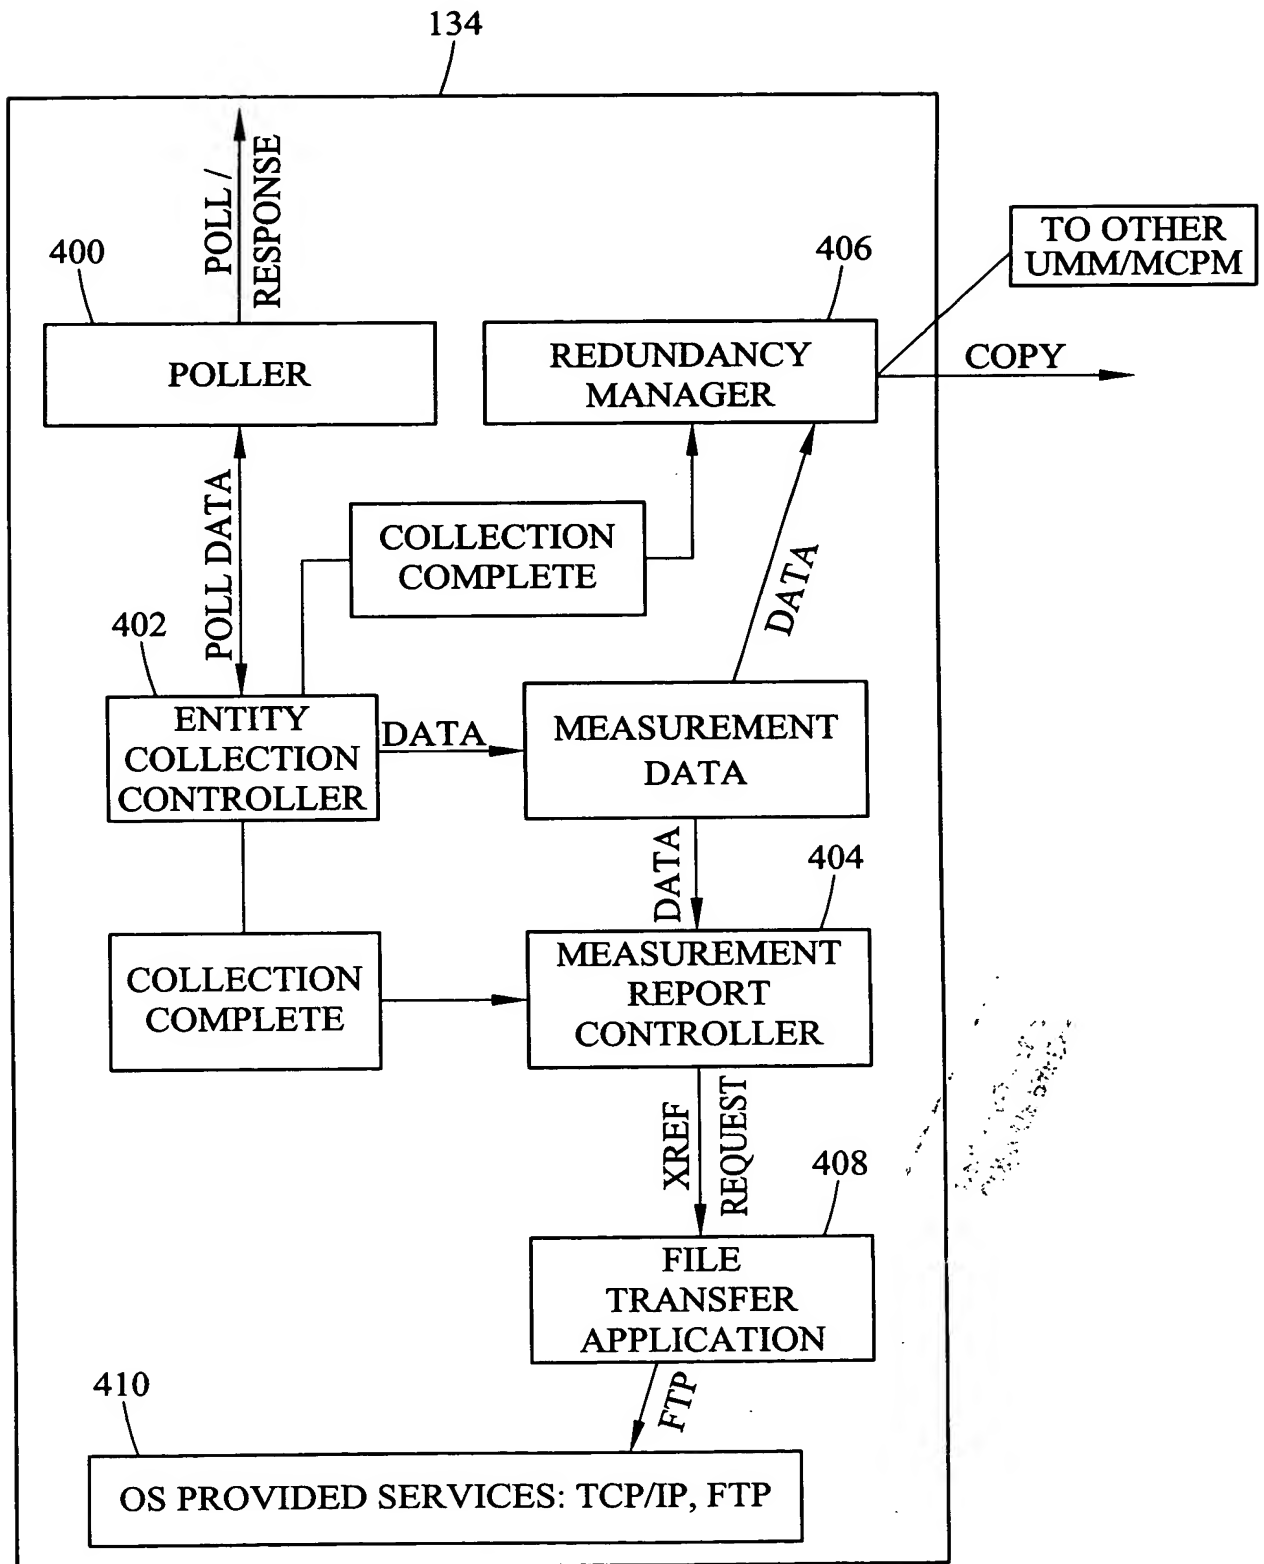 134
POLL /
RESPONSE
400
406
TO OTHER
UMM/MCPM
POLLER
REDUNDANCY
MANAGER
COPY
POLL DATA
COLLECTION
COMPLETE
DATA
402
ENTITY
COLLECTION
CONTROLLER
DATA
MEASUREMENT
DATA
DATA
404
COLLECTION
COMPLETE
MEASUREMENT
REPORT
CONTROLLER
XREF
REQUEST
408
FILE
TRANSFER
APPLICATION
FTP
410
OS PROVIDED SERVICES: TCP/IP, FTP